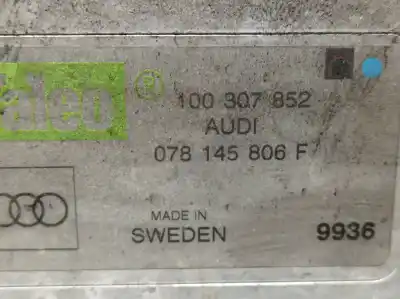 aleo ®
100 307 852
AUDI
078 145 806 F
MADE IN
SWEDEN
9936